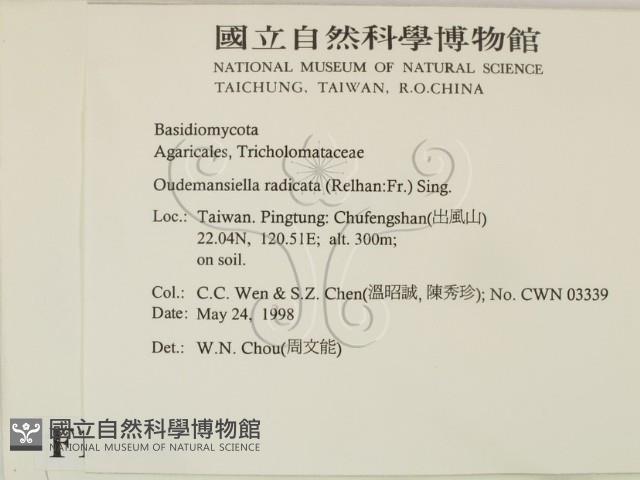 國立自然科學博物館
NATIONAL MUSEUM OF NATURAL SCIENCE
TAICHUNG, TAIWAN, R.O.CHINA
Basidiomycota
Agaricales, Tricholomataceae
Oudemansiella radicata (Relhan:Fr.) Sing.
Loc.: Taiwan. Pingtung: Chufengshan(出風山)
22.04N, 120.51E; alt. 300m;
on soil.
Col.: C.C. Wen & S.Z. Chen(溫昭誠, 陳秀珍); No. CWN 03339
Date: May 24, 1998
Det.: W.N. Chou(周文能)
國立自然科學博物館
NATIONAL MUSEUM OF NATURAL SCIENCE
F